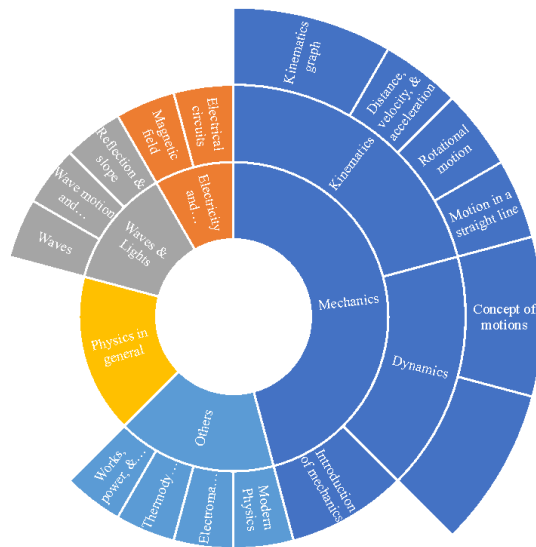 Kinematics
graph
Distance,
velocity, &
acceleration
Rotational
motion
Motion in a
straight line
Kinematics
Concept of
motions
Dynamics
Mechanics
Introduction
of mechanics
Others
Modern
Physics
Electroma...
Thermody...
Works,
power, &...
Physics in
general
Waves &
Lights
Waves
Wave motion
and...
Reflection &
slope
Electricity
and...
Magnetic
field
Electrical
circuits